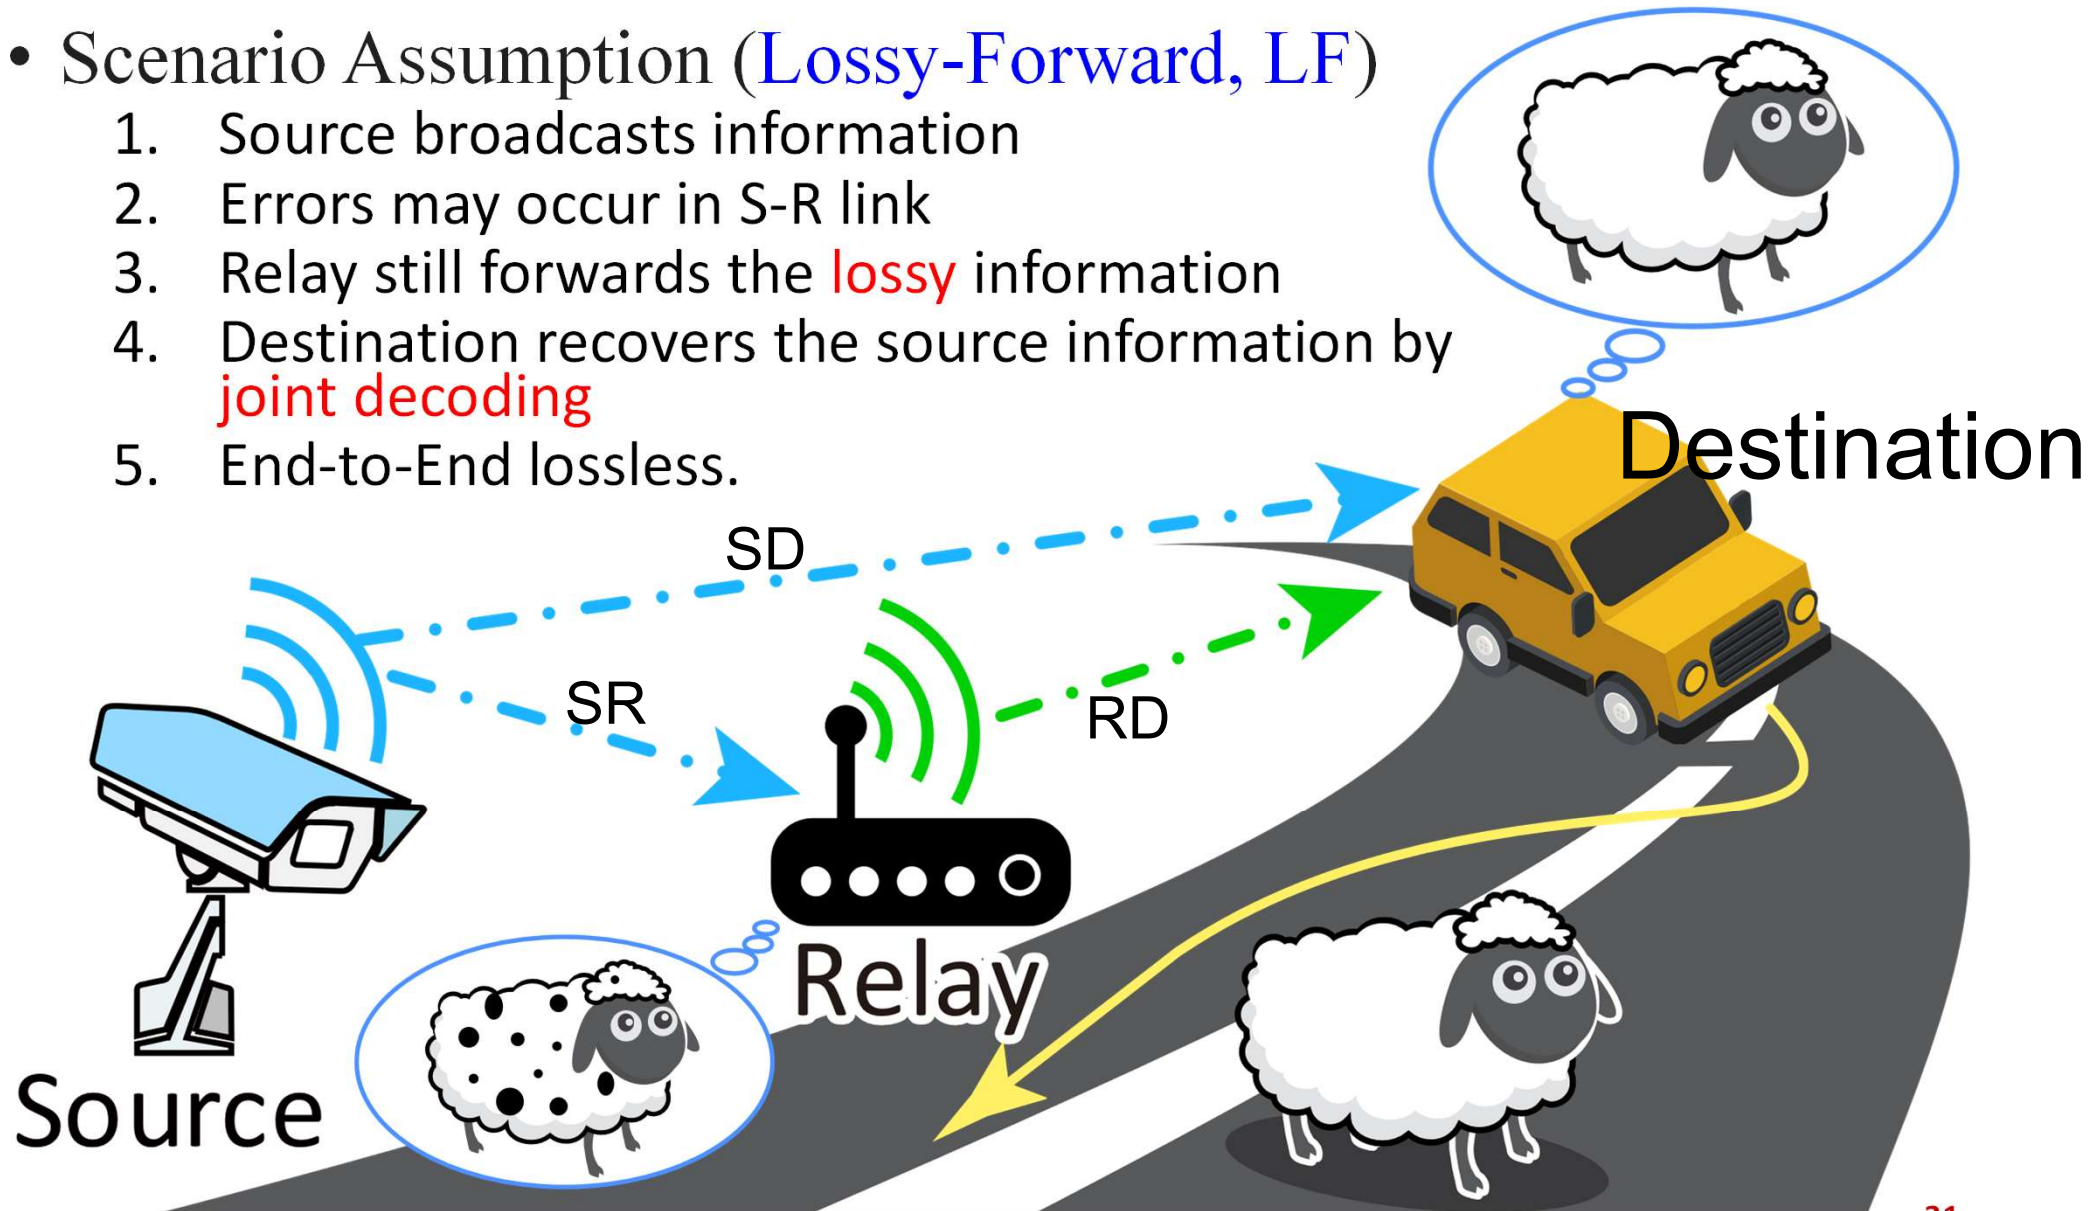 • Scenario Assumption (Lossy-Forward, LF)
1. Source broadcasts information
2. Errors may occur in S-R link
3. Relay still forwards the lossy information
4. Destination recovers the source information by
joint decoding
5. End-to-End lossless.
Destination
SD
SR
RD
Relay
Source